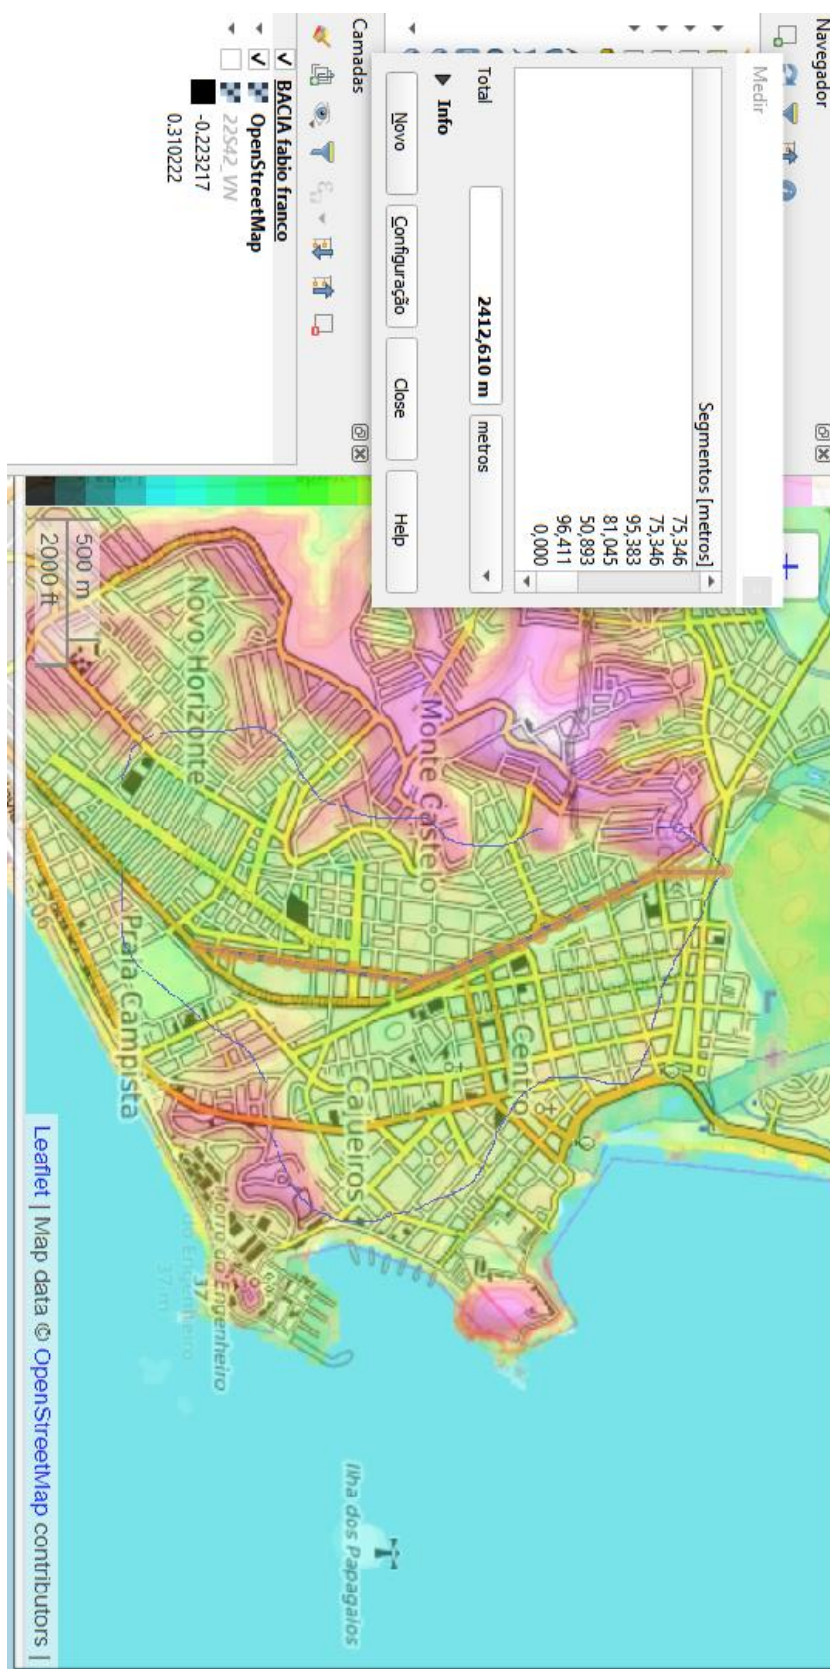 Navegador
Medir
Segmentos [metros]
75,346
75,346
95,383
81,045
50,893
96,411
0,000
Total
2412,610 m
metros
Info
Novo
Configuração
Close
Help
Camadas
BACIA fabio franco
OpenStreetMap
22S42_VN
-0.223217
0.310222
+
Monte Castelo
Novo Horizonte
Centro
Cajueiros
Praia Campista
Morro do Engenheiro
37
Ilha dos Papagaios
500 m
2000 ft
Leaflet | Map data © OpenStreetMap contributors |